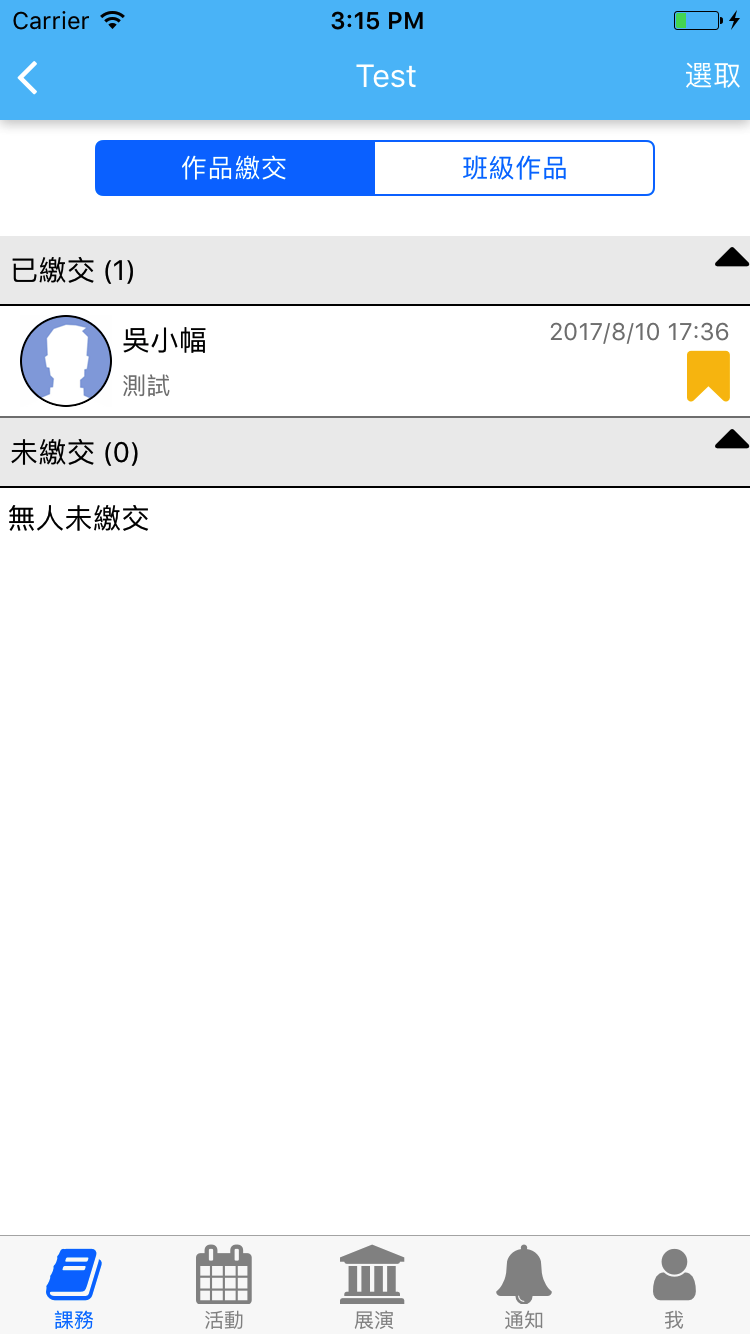 Carrier 3:15 PM
Test 選取
作品繳交 班級作品
已繳交 (1)
吳小幅 2017/8/10 17:36
測試
未繳交 (0)
無人未繳交
課務 活動 展演 通知 我